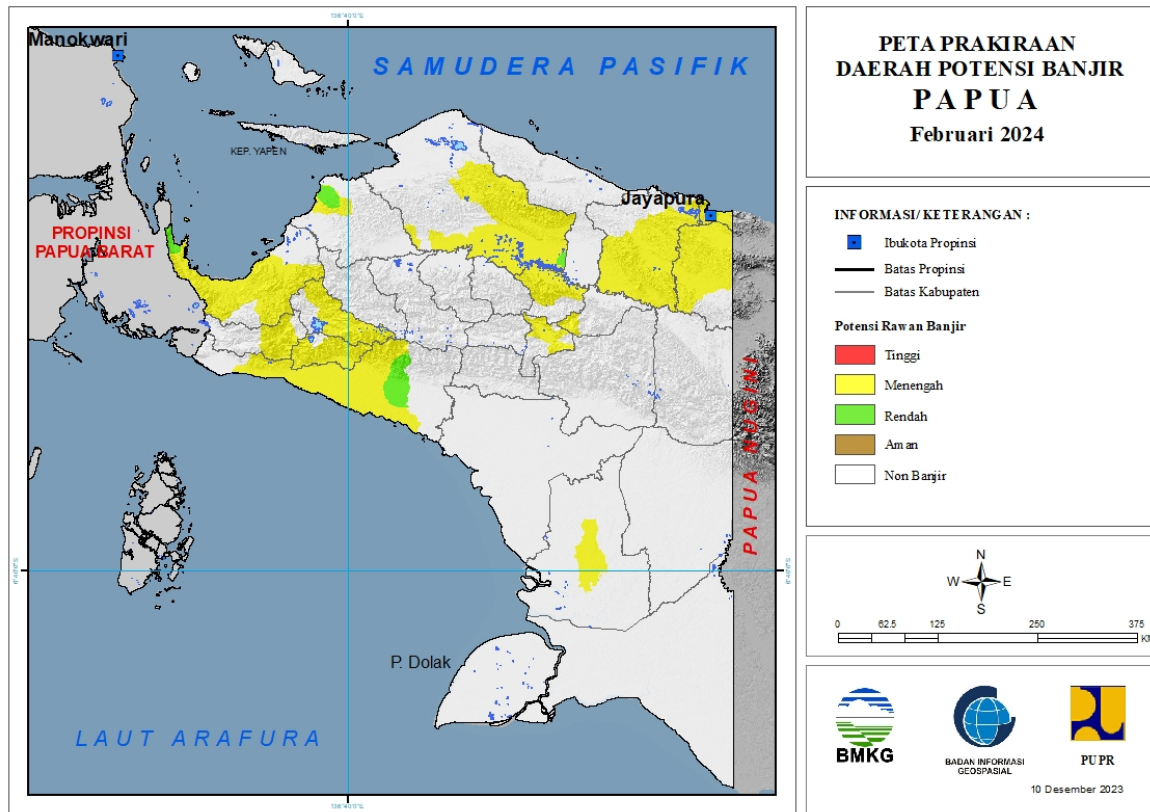 Manokwari
SAMUDERA PASIFIK
KEP. YAPEN
Jayapura
PROPINSI
PAPUA BARAT
PAPUA NUGINI
P. Dolak
LAUT ARAFURA
PETA PRAKIRAAN
DAERAH POTENSI BANJIR
PAPUA
Februari 2024
INFORMASI/ KETERANGAN :
Ibukota Propinsi
Batas Propinsi
Batas Kabupaten
Potensi Rawan Banjir
Tinggi
Menengah
Rendah
Aman
Non Banjir
N
W E
S
0 62.5 125 250 375
KM
BMKG
BADAN INFORMASI
GEOSPASIAL
PUPR
10 Desember 2023